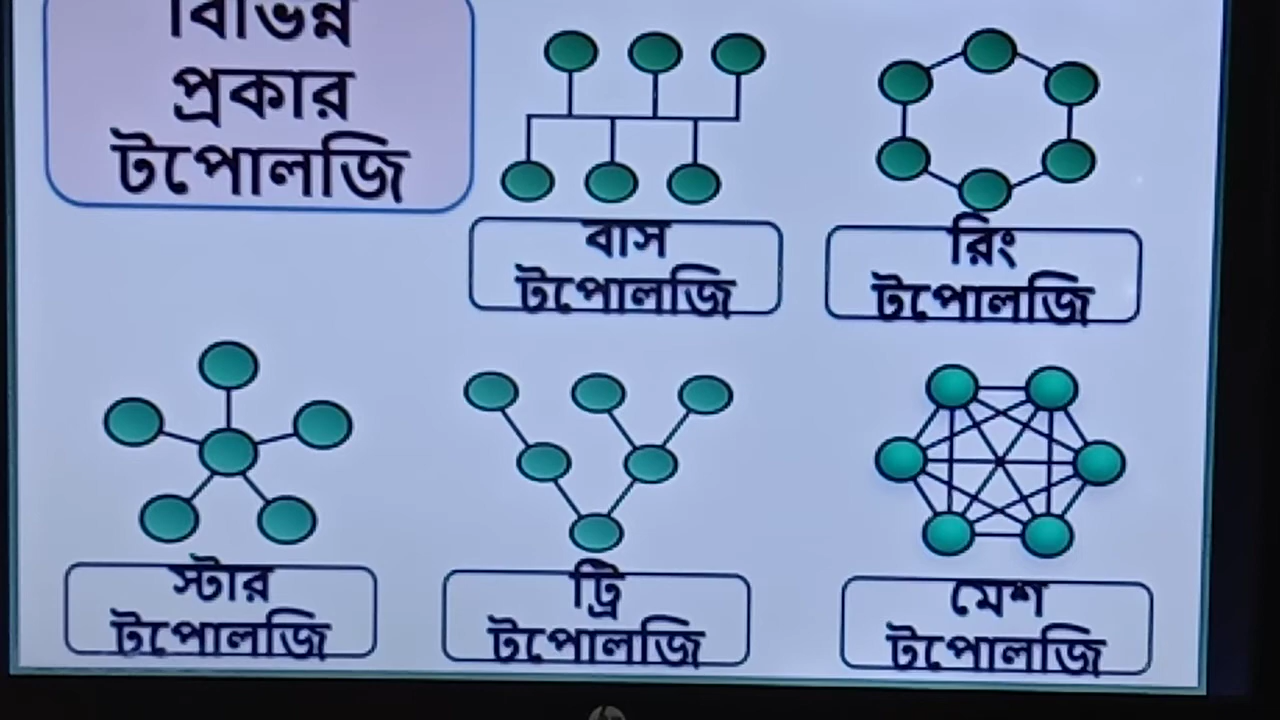 বিভিন্ন
প্রকার
টপোলজি
বাস
টপোলজি
রিং
টপোলজি
স্টার
টপোলজি
ট্রি
টপোলজি
মেশ
টপোলজি